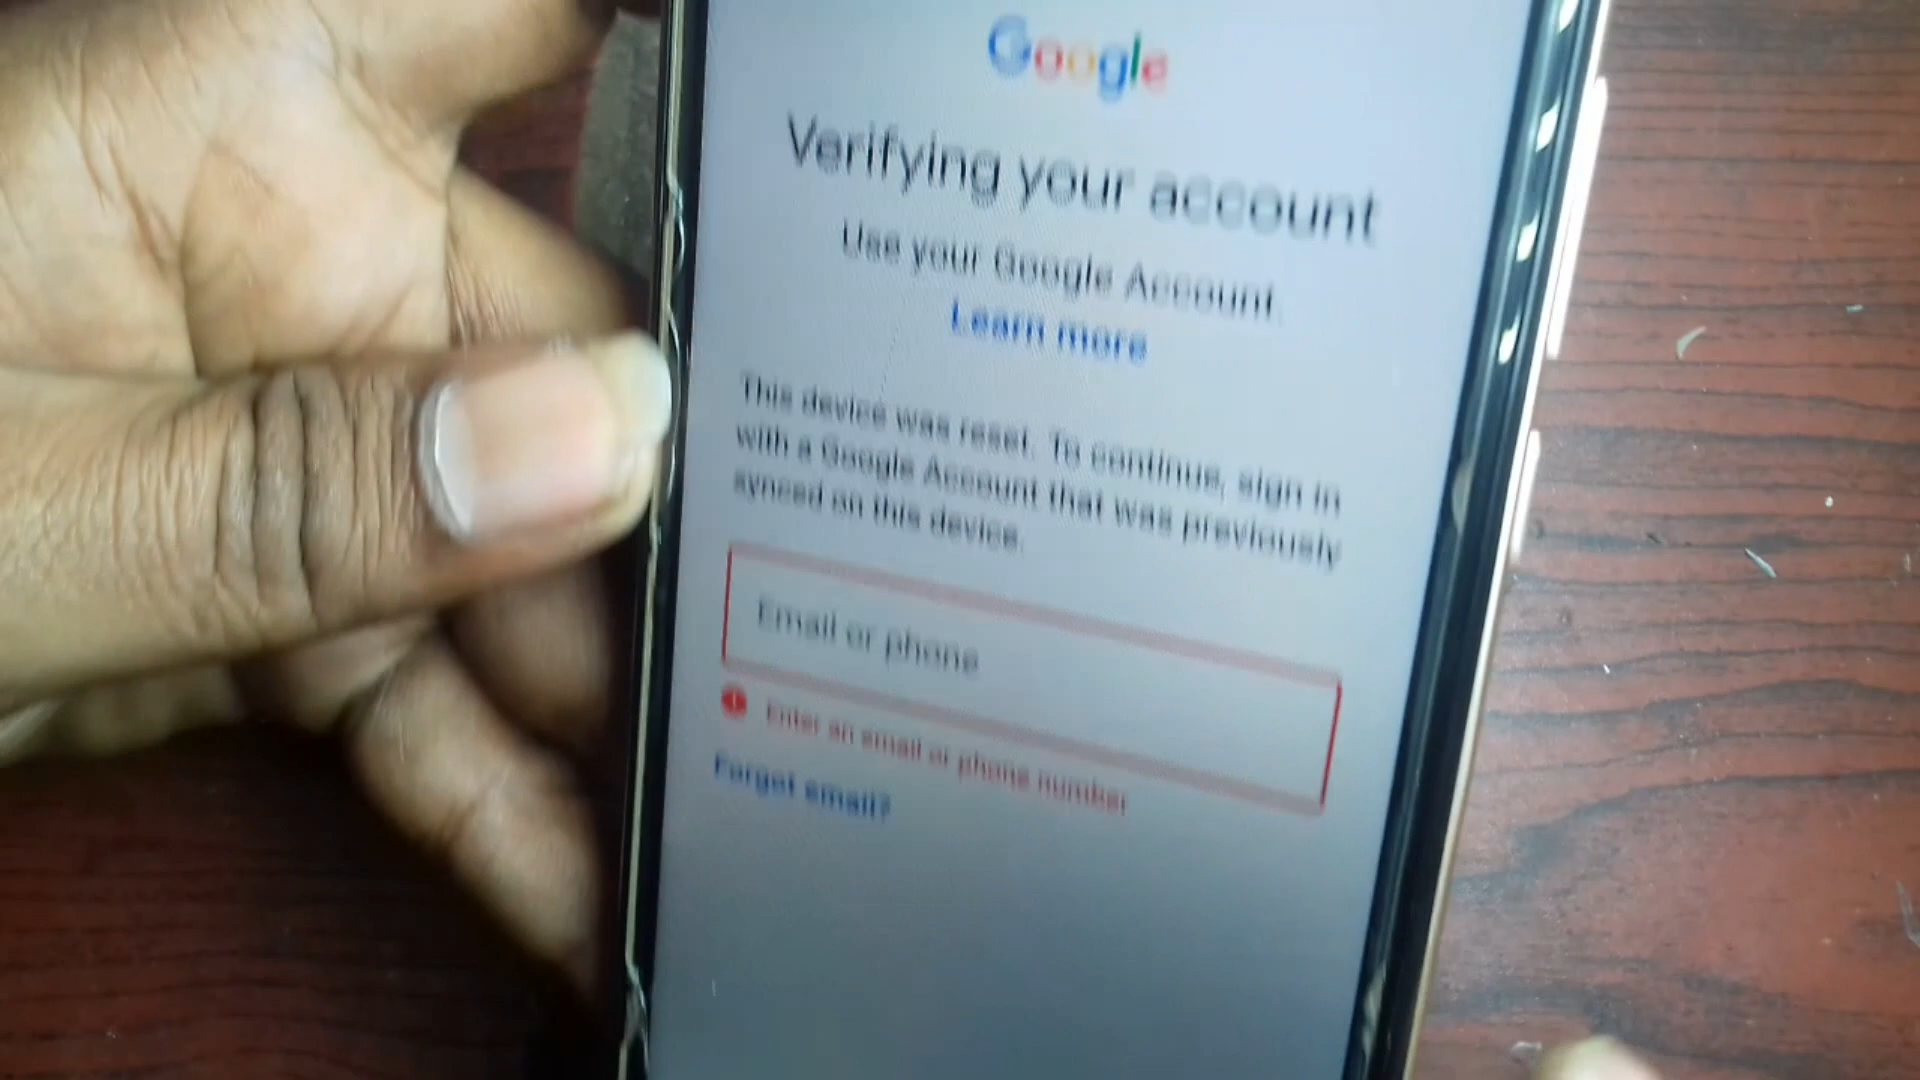 Google
Verifying your account
Use your Google Account.
Learn more
This device was reset. To continue, sign in
with a Google Account that was previously
synced on this device.
Email or phone
Enter an email or phone number
Forgot email?